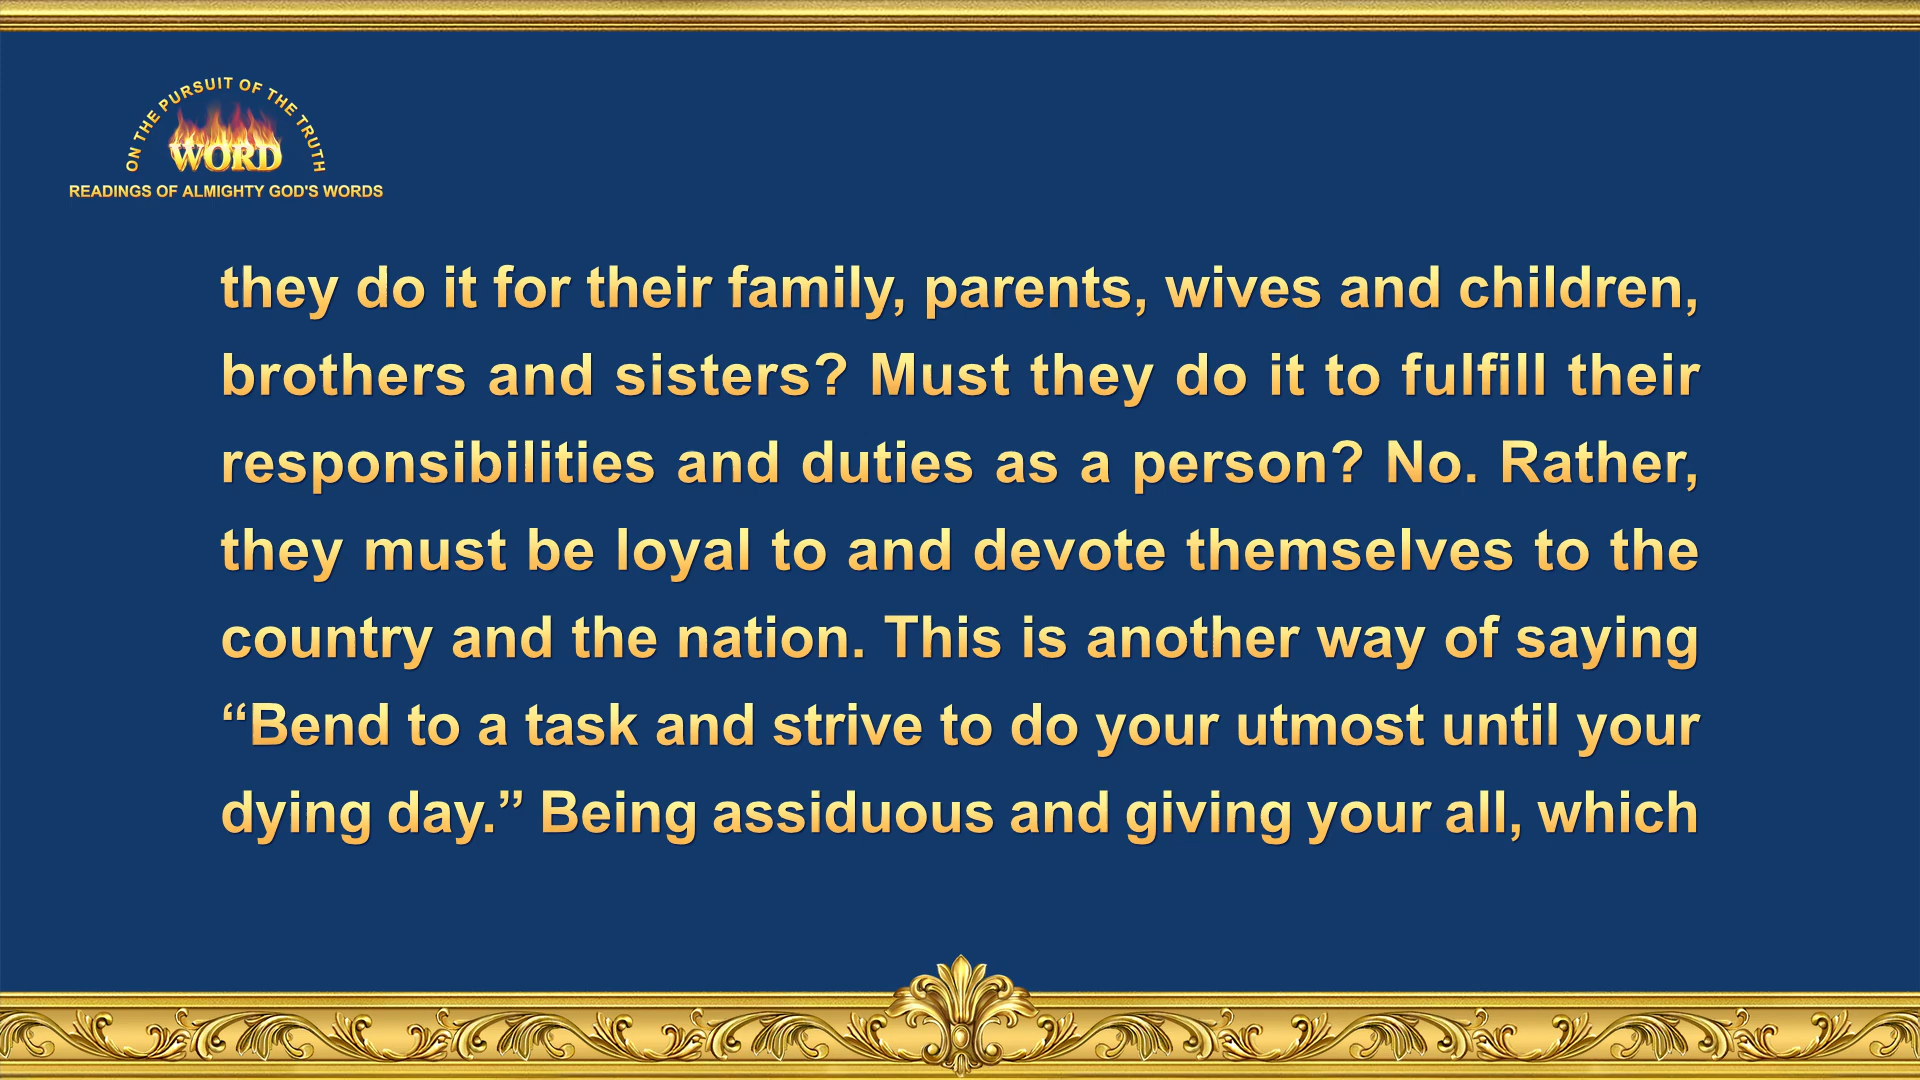 ON THE PURSUIT OF THE TRUTH
WORD
READINGS OF ALMIGHTY GOD'S WORDS
they do it for their family, parents, wives and children,
brothers and sisters? Must they do it to fulfill their
responsibilities and duties as a person? No. Rather,
they must be loyal to and devote themselves to the
country and the nation. This is another way of saying
“Bend to a task and strive to do your utmost until your
dying day.” Being assiduous and giving your all, which